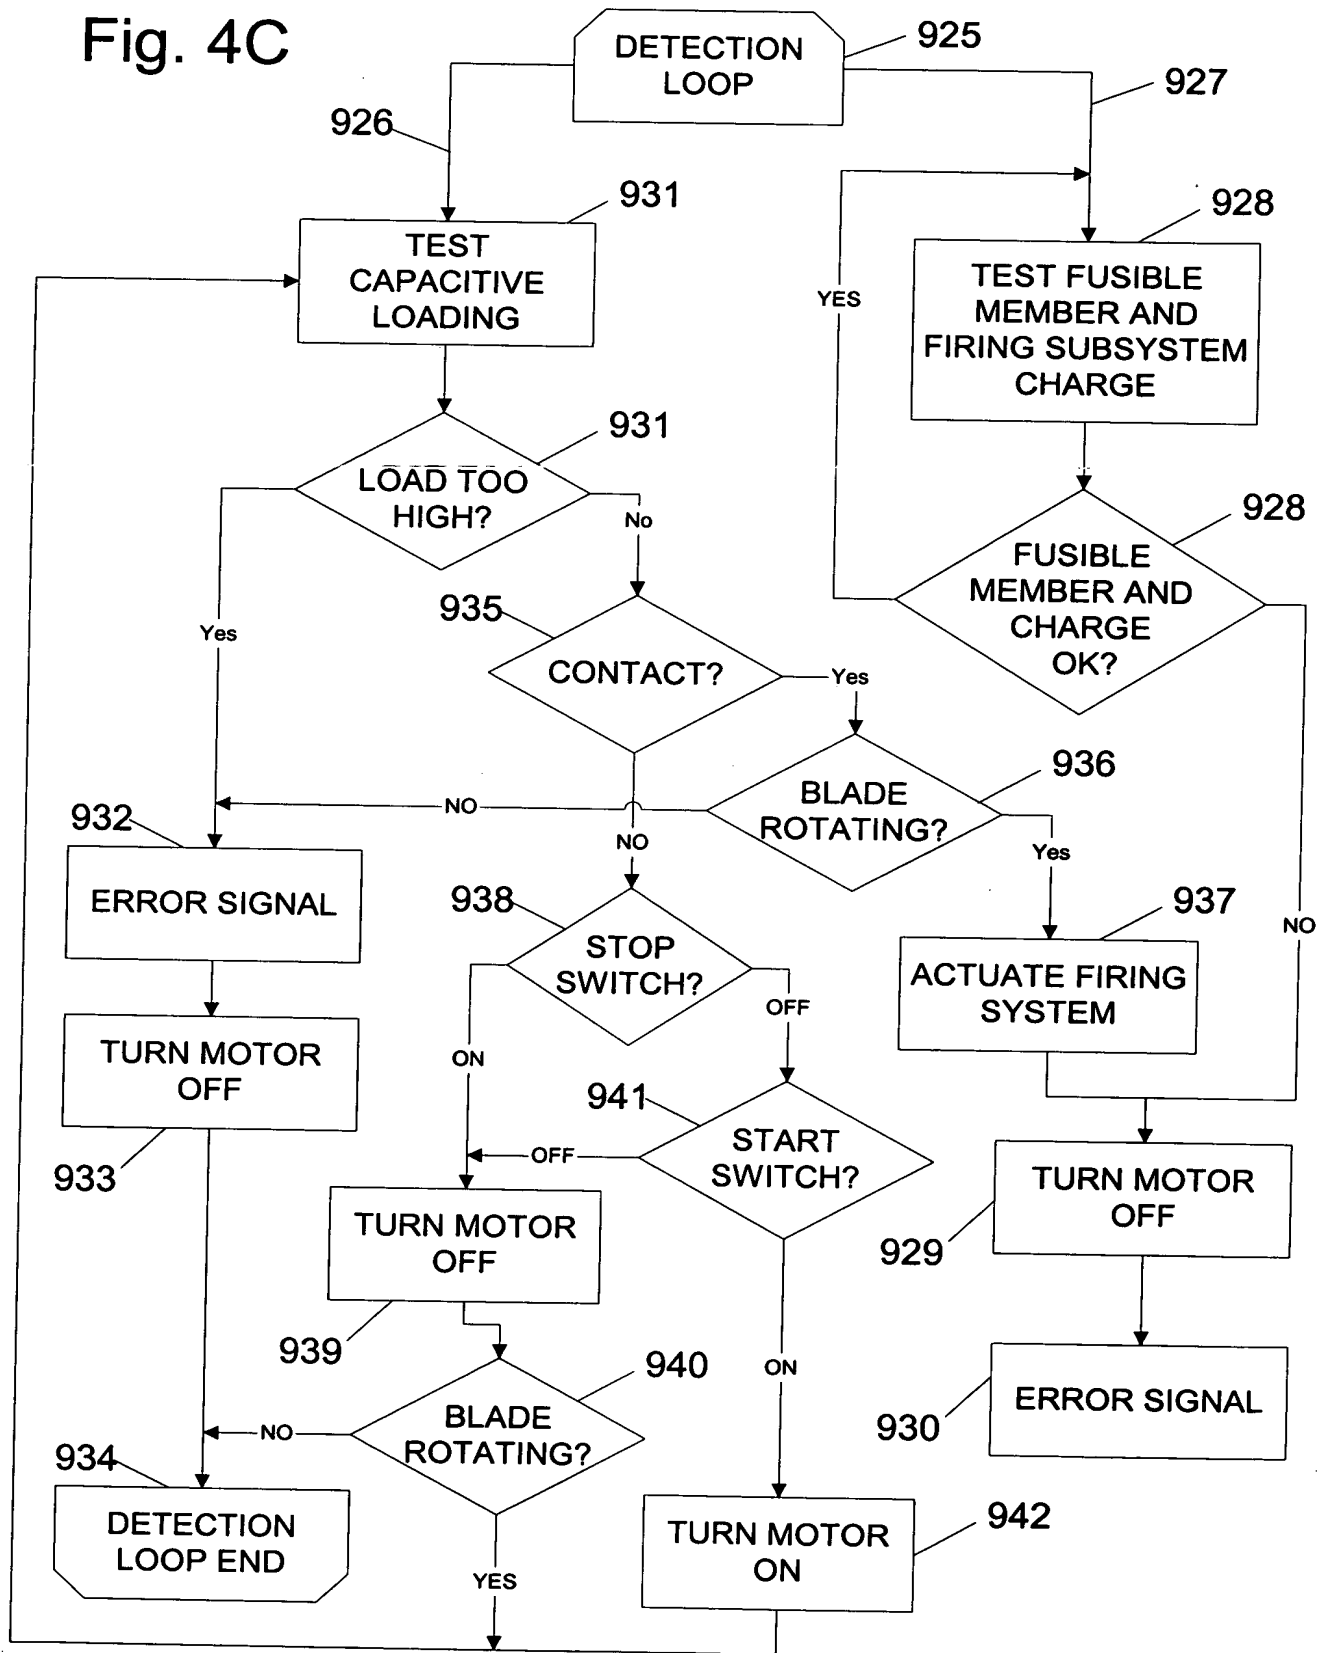 Fig. 4C
DETECTION
LOOP
925
926
927
931
TEST
CAPACITIVE
LOADING
928
TEST FUSIBLE
MEMBER AND
FIRING SUBSYSTEM
CHARGE
YES
931
LOAD TOO
HIGH?
No
Yes
928
FUSIBLE
MEMBER AND
CHARGE
OK?
935
CONTACT?
Yes
936
BLADE
ROTATING?
NO
NO
Yes
932
ERROR SIGNAL
938
STOP
SWITCH?
OFF
ON
937
ACTUATE FIRING
SYSTEM
NO
TURN MOTOR
OFF
933
941
START
SWITCH?
OFF
TURN MOTOR
OFF
929
TURN MOTOR
OFF
939
ON
940
BLADE
ROTATING?
NO
YES
930
ERROR SIGNAL
934
DETECTION
LOOP END
TURN MOTOR
ON
942